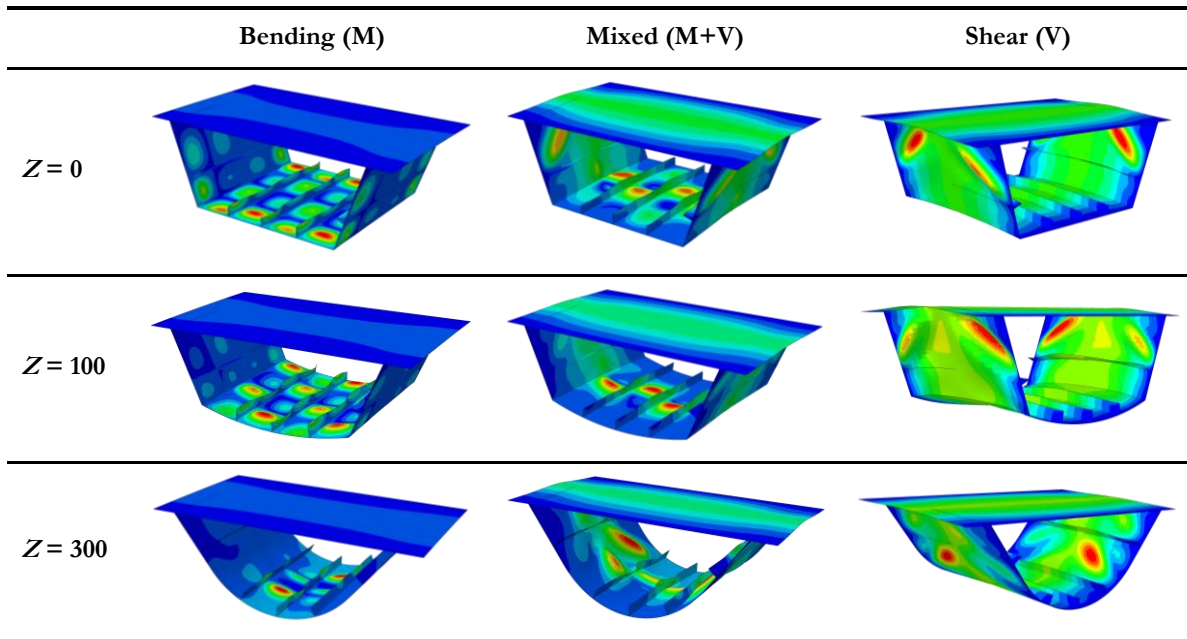 Bending (M) Mixed (M+V) Shear (V)
Z = 0
Z = 100
Z = 300